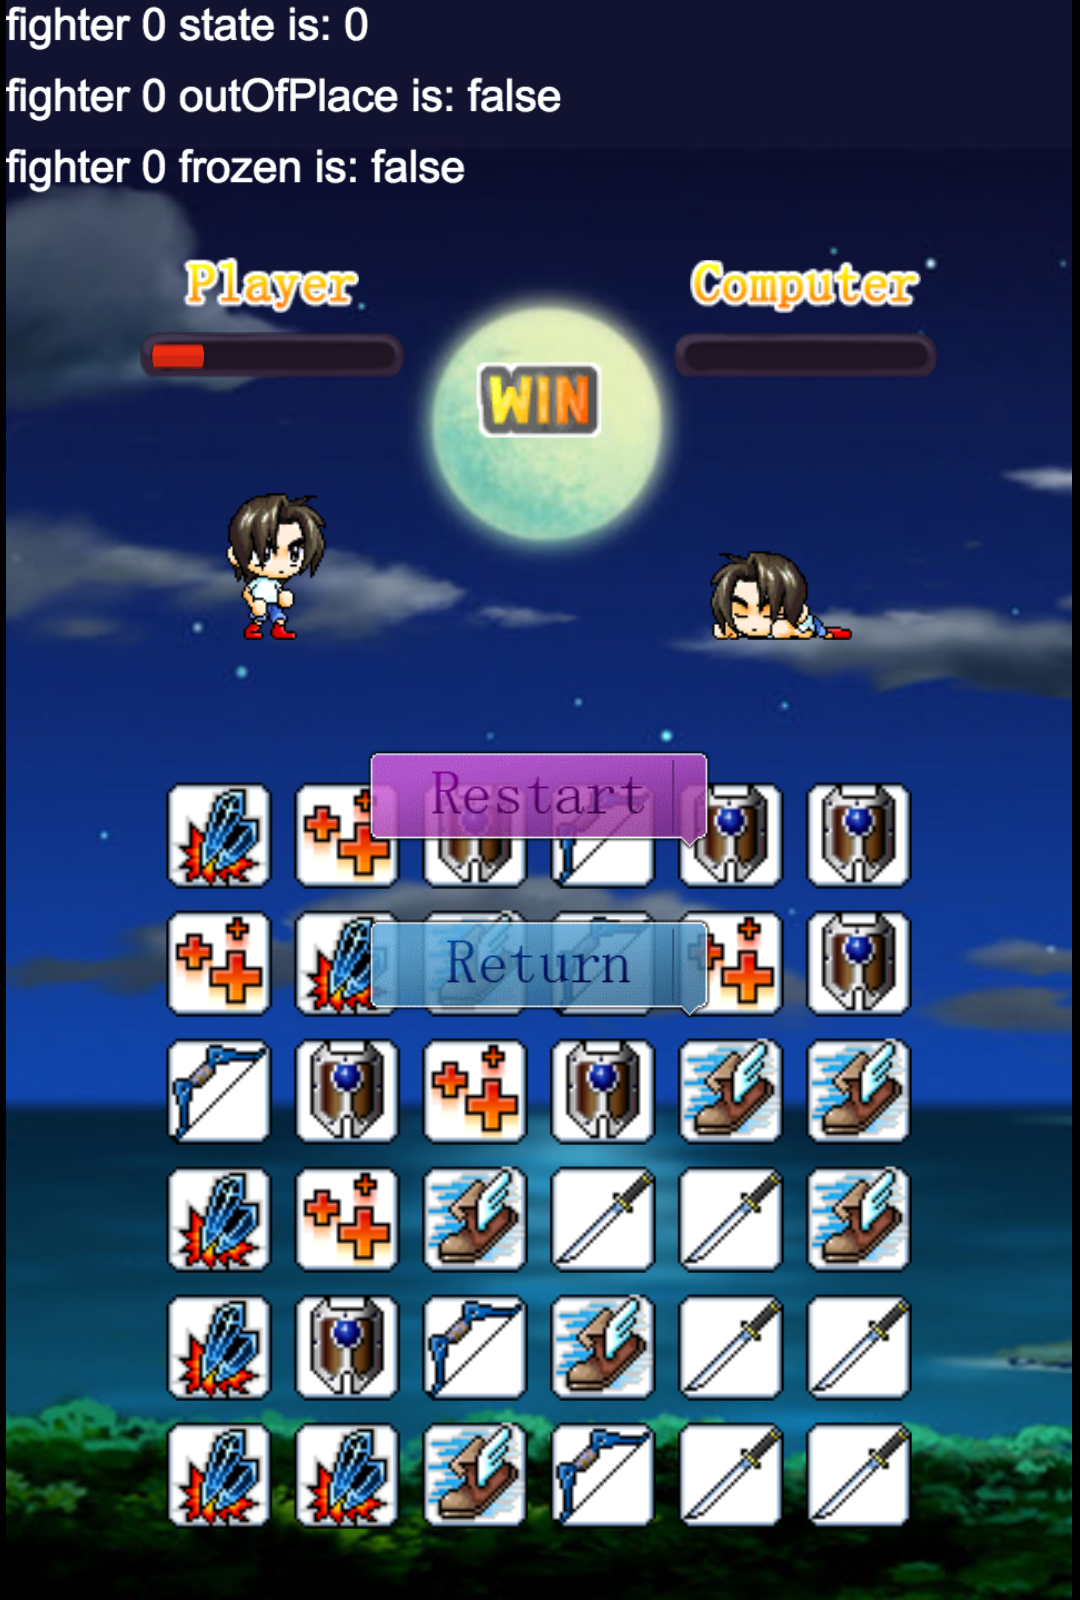 fighter 0 state is: 0
fighter 0 outOfPlace is: false
fighter 0 frozen is: false
Player
Computer
WIN
Restart
Return